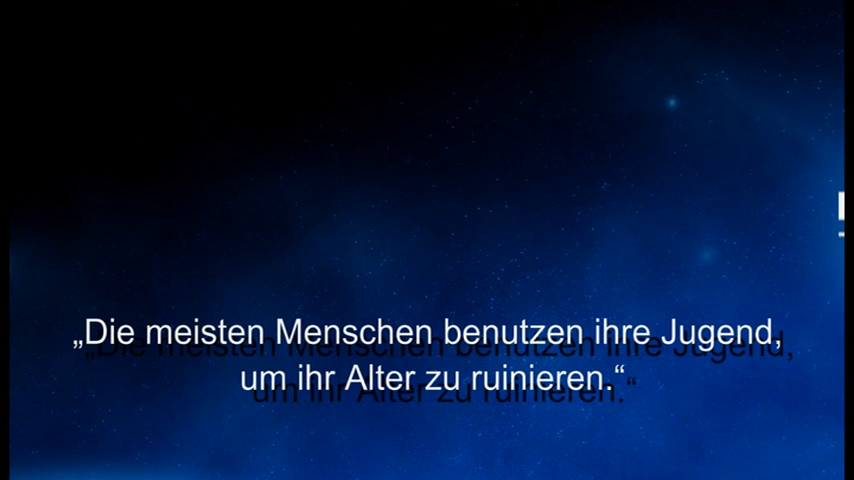 „Die meisten Menschen benutzen ihre Jugend,
um ihr Alter zu ruinieren.“